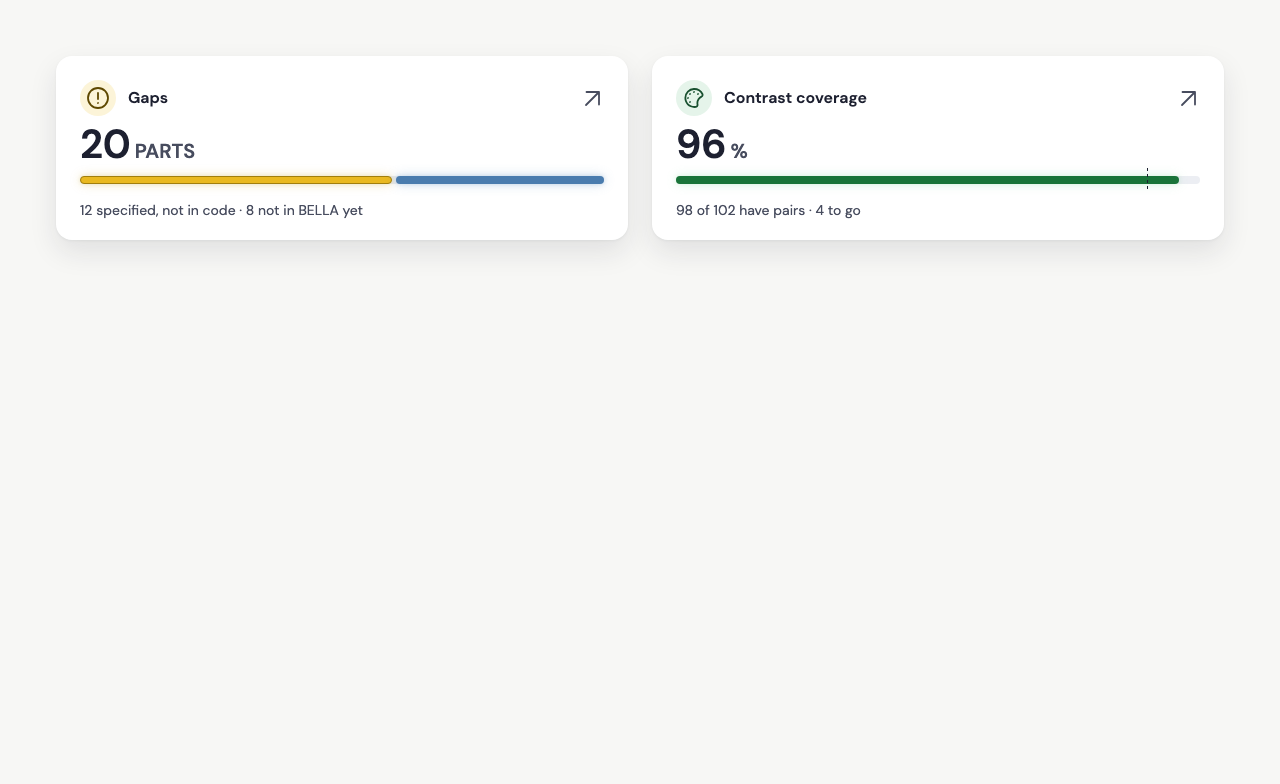 Gaps
20 PARTS
12 specified, not in code · 8 not in BELLA yet
Contrast coverage
96 %
98 of 102 have pairs · 4 to go